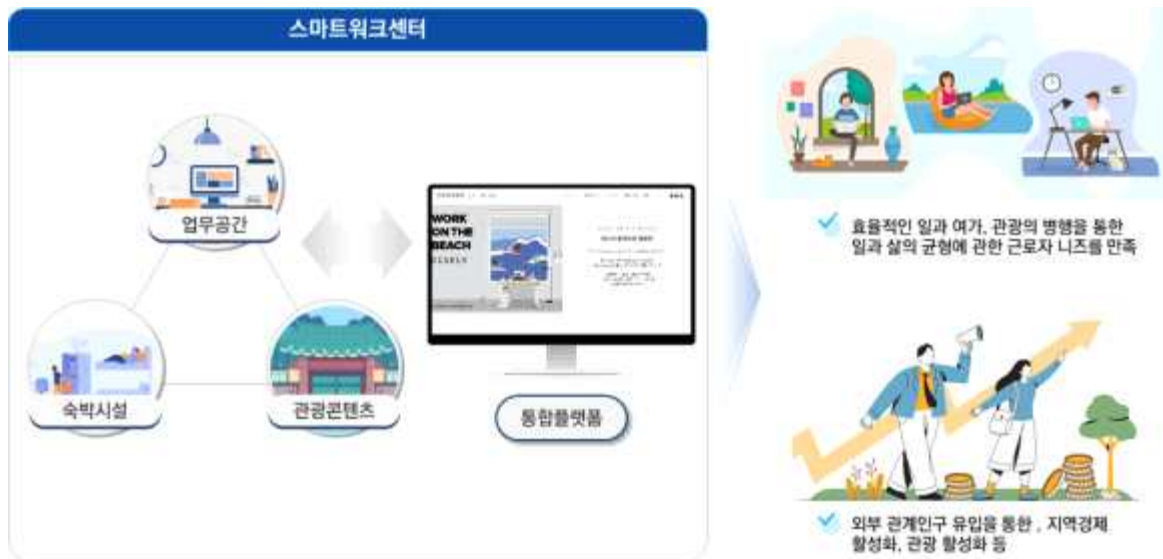 스마트워크센터
업무공간
숙박시설
관광콘텐츠
WORK
ON THE
BEACH
통합플랫폼
효율적인 일과 여가, 관광의 병행을 통한
일과 삶의 균형에 관한 근로자 니즈를 만족
외부 관계인구 유입을 통한 , 지역경제
활성화, 관광 활성화 등